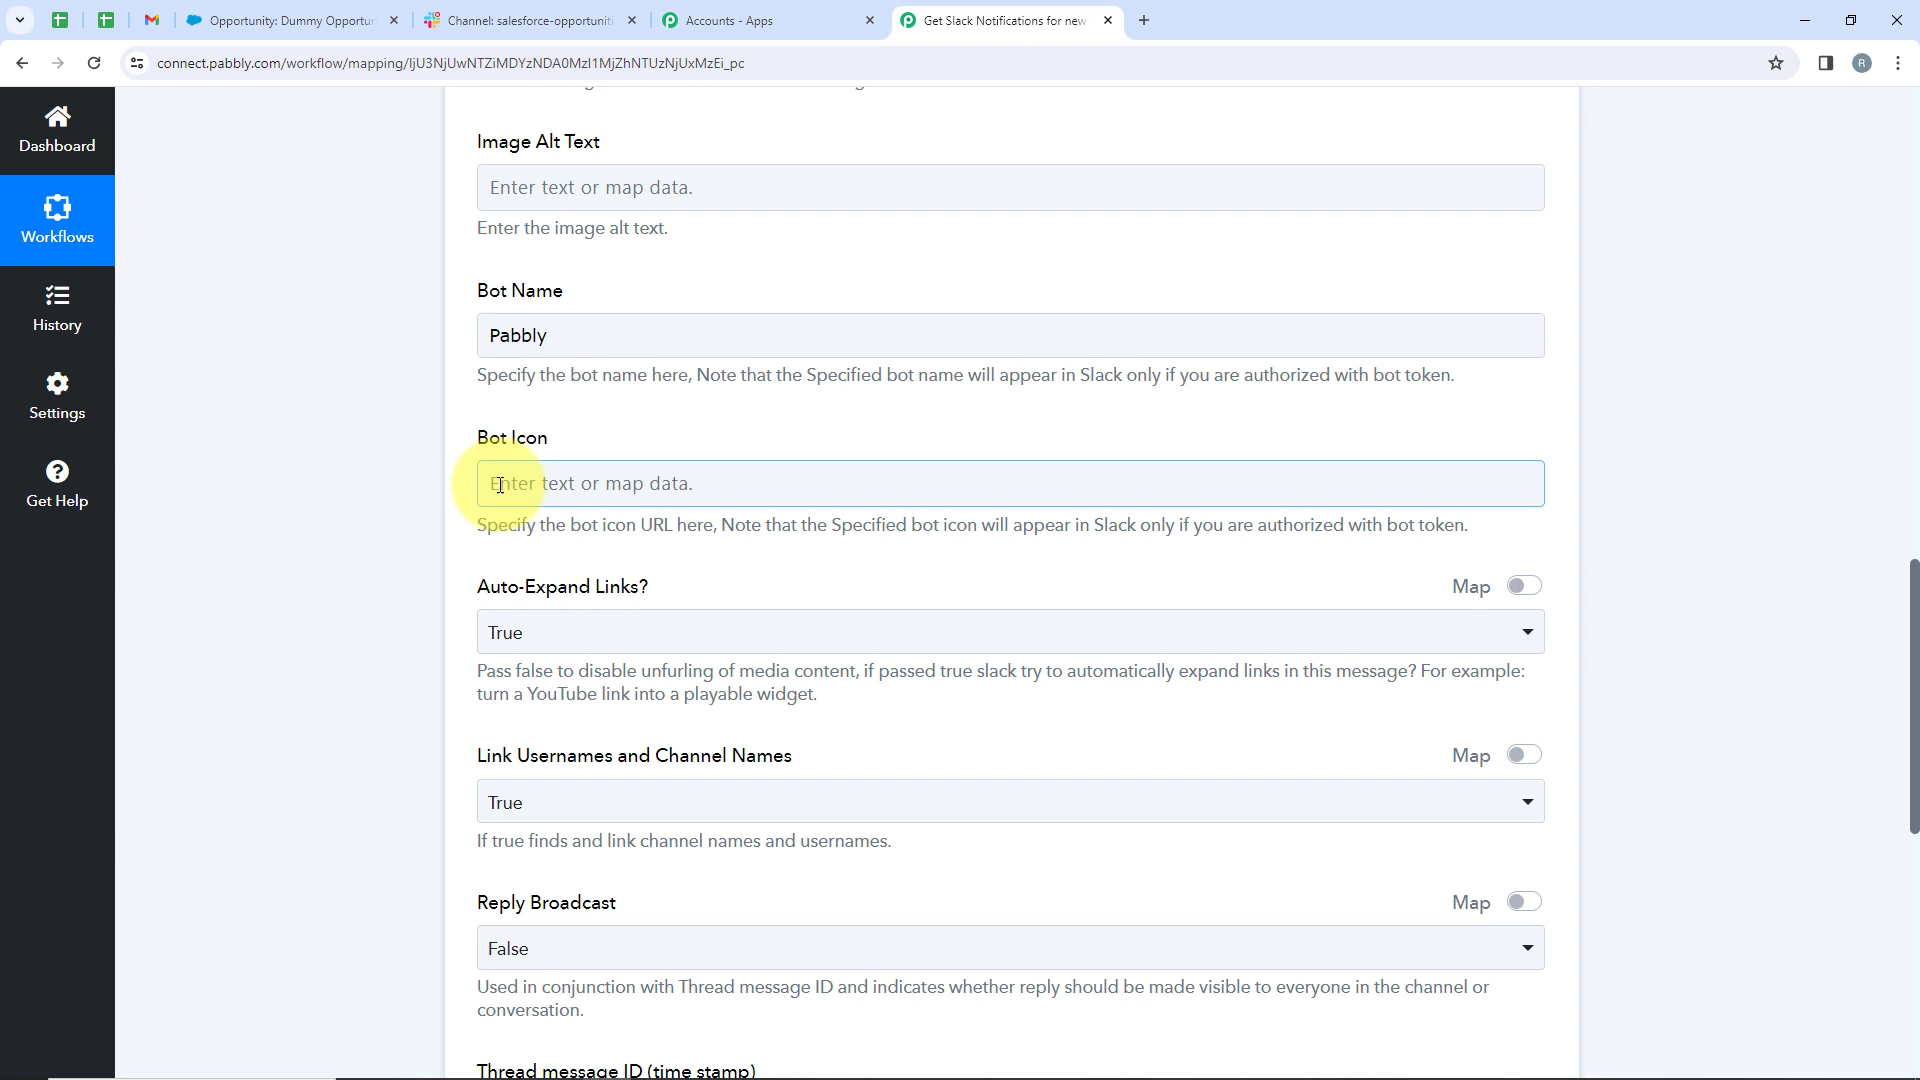 Opportunity: Dummy Opportun
Channel: salesforce-opportuniti
Accounts - Apps
Get Slack Notifications for new
connect.pabbly.com/workflow/mapping/IjU3NjUwNTZiMDYzNDA0MzI1MjZhNTUzNjUxMzEi_pc
R
Dashboard
Workflows
History
Settings
Get Help
Image Alt Text
Enter text or map data.
Enter the image alt text.
Bot Name
Pabbly
Specify the bot name here, Note that the Specified bot name will appear in Slack only if you are authorized with bot token.
Bot Icon
Enter text or map data.
Specify the bot icon URL here, Note that the Specified bot icon will appear in Slack only if you are authorized with bot token.
Auto-Expand Links?
Map
True
Pass false to disable unfurling of media content, if passed true slack try to automatically expand links in this message? For example:
turn a YouTube link into a playable widget.
Link Usernames and Channel Names
Map
True
If true finds and link channel names and usernames.
Reply Broadcast
Map
False
Used in conjunction with Thread message ID and indicates whether reply should be made visible to everyone in the channel or
conversation.
Thread message ID (time stamp)